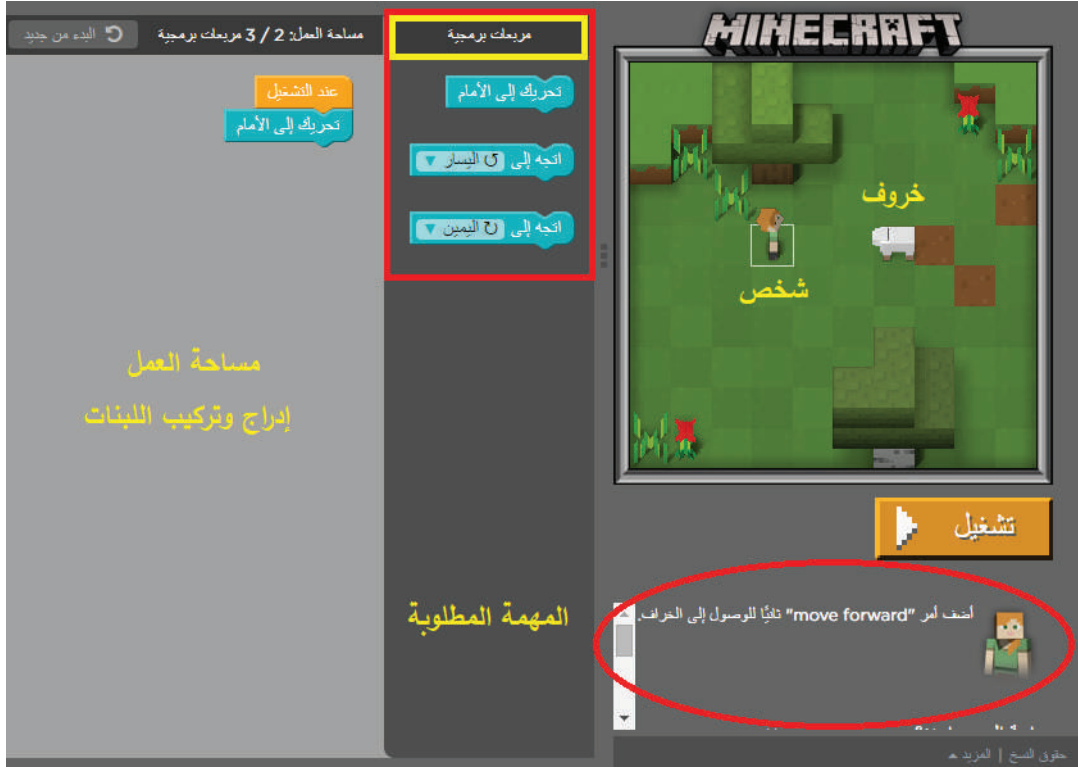 MINECRAFT
خروف
شخص
تشغيل
أضف أمر "move forward" ثانيًا للوصول إلى الخراف.
حقوق النسخ | المزيد
مربعات برمجية
تحريك إلى الأمام
اتجه إلى ↺ اليسار ▼
اتجه إلى ↻ اليمين ▼
المهمة المطلوبة
مساحة العمل: 2 / 3 مربعات برمجية
البدء من جديد
عند التشغيل
تحريك إلى الأمام
مساحة العمل
إدراج وتركيب اللبنات